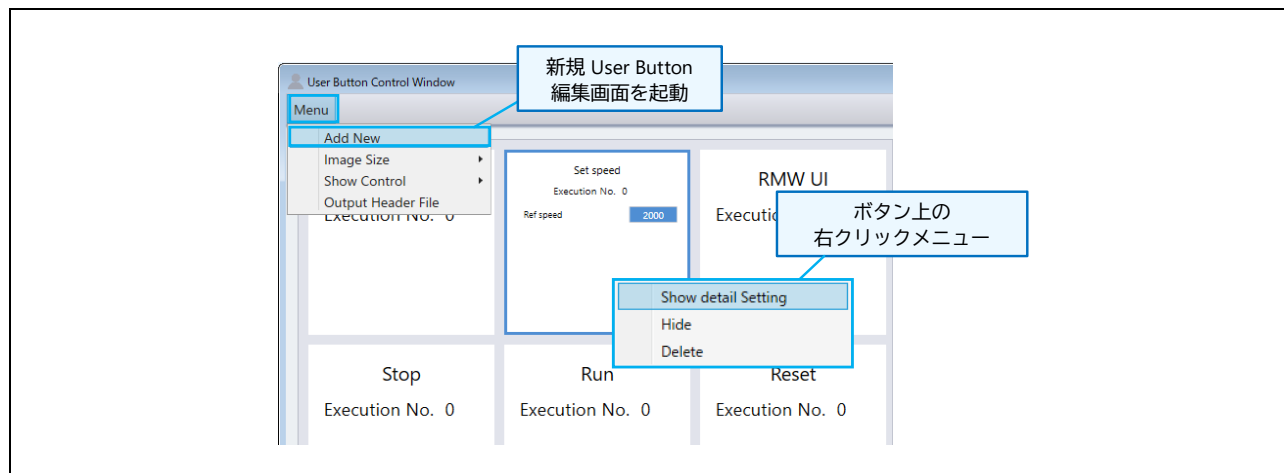 新規 User Button
編集画面を起動
User Button Control Window
Menu
Add New
Image Size
Show Control
Output Header File
Execution No. 0
Set speed
Execution No. 0
Ref speed 2000
RMW UI
ボタン上の
右クリックメニュー
Show detail Setting
Hide
Delete
Stop
Execution No. 0
Run
Execution No. 0
Reset
Execution No. 0